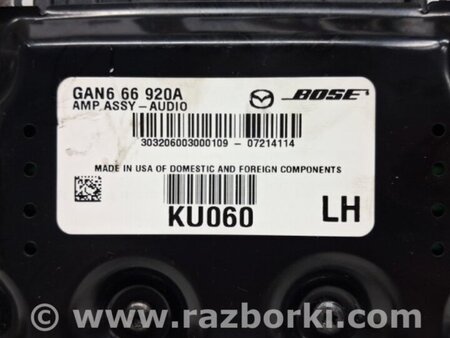 GAN6 66 920A
AMP ASSY - AUDIO
BOSE
303206003000109 - 07214114
MADE IN USA OF DOMESTIC AND FOREIGN COMPONENTS
KU060
LH
www.razborki.com